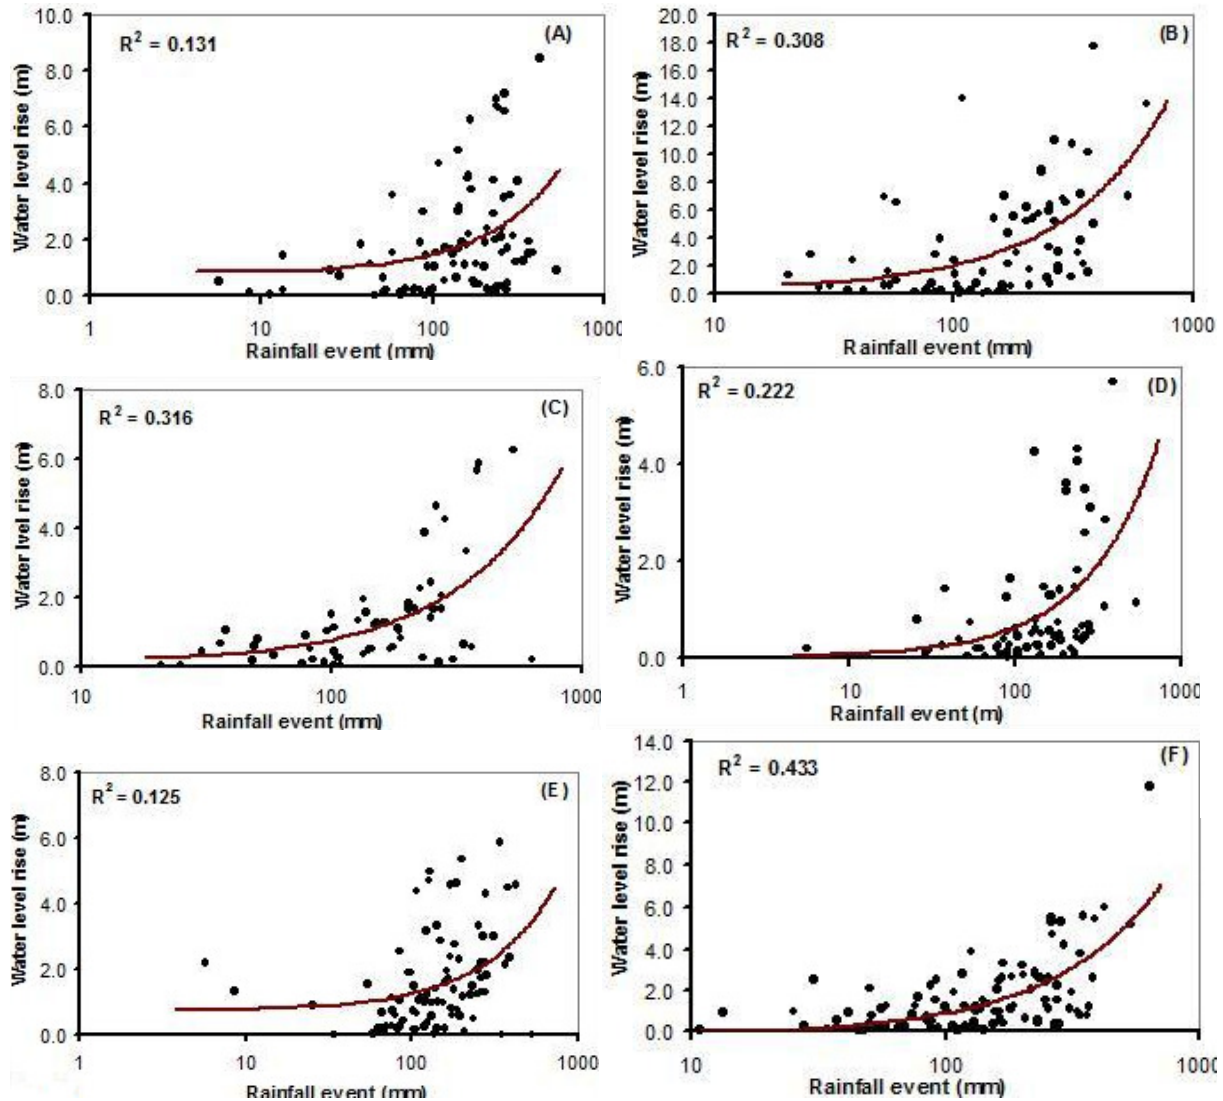 (A)
R² = 0.131
10.0
8.0
6.0
4.0
2.0
0.0
Water level rise (m)
1 10 100 1000
Rainfall event (mm)
(B)
R² = 0.308
20.0
18.0
16.0
14.0
12.0
10.0
8.0
6.0
4.0
2.0
0.0
Water level rise (m)
10 100 1000
Rainfall event (mm)
(C)
R² = 0.316
8.0
6.0
4.0
2.0
0.0
Water lvel rise (m)
10 100 1000
Rainfall event (mm)
(D)
R² = 0.222
6.0
4.0
2.0
0.0
Water level rise (m)
1 10 100 1000
Rainfall event (m)
(E)
R² = 0.125
8.0
6.0
4.0
2.0
0.0
Water level rise (m)
1 10 100 1000
Rainfall event (mm)
(F)
R² = 0.433
14.0
12.0
10.0
8.0
6.0
4.0
2.0
0.0
Water level rise (m)
10 100 1000
Rainfall event (mm)